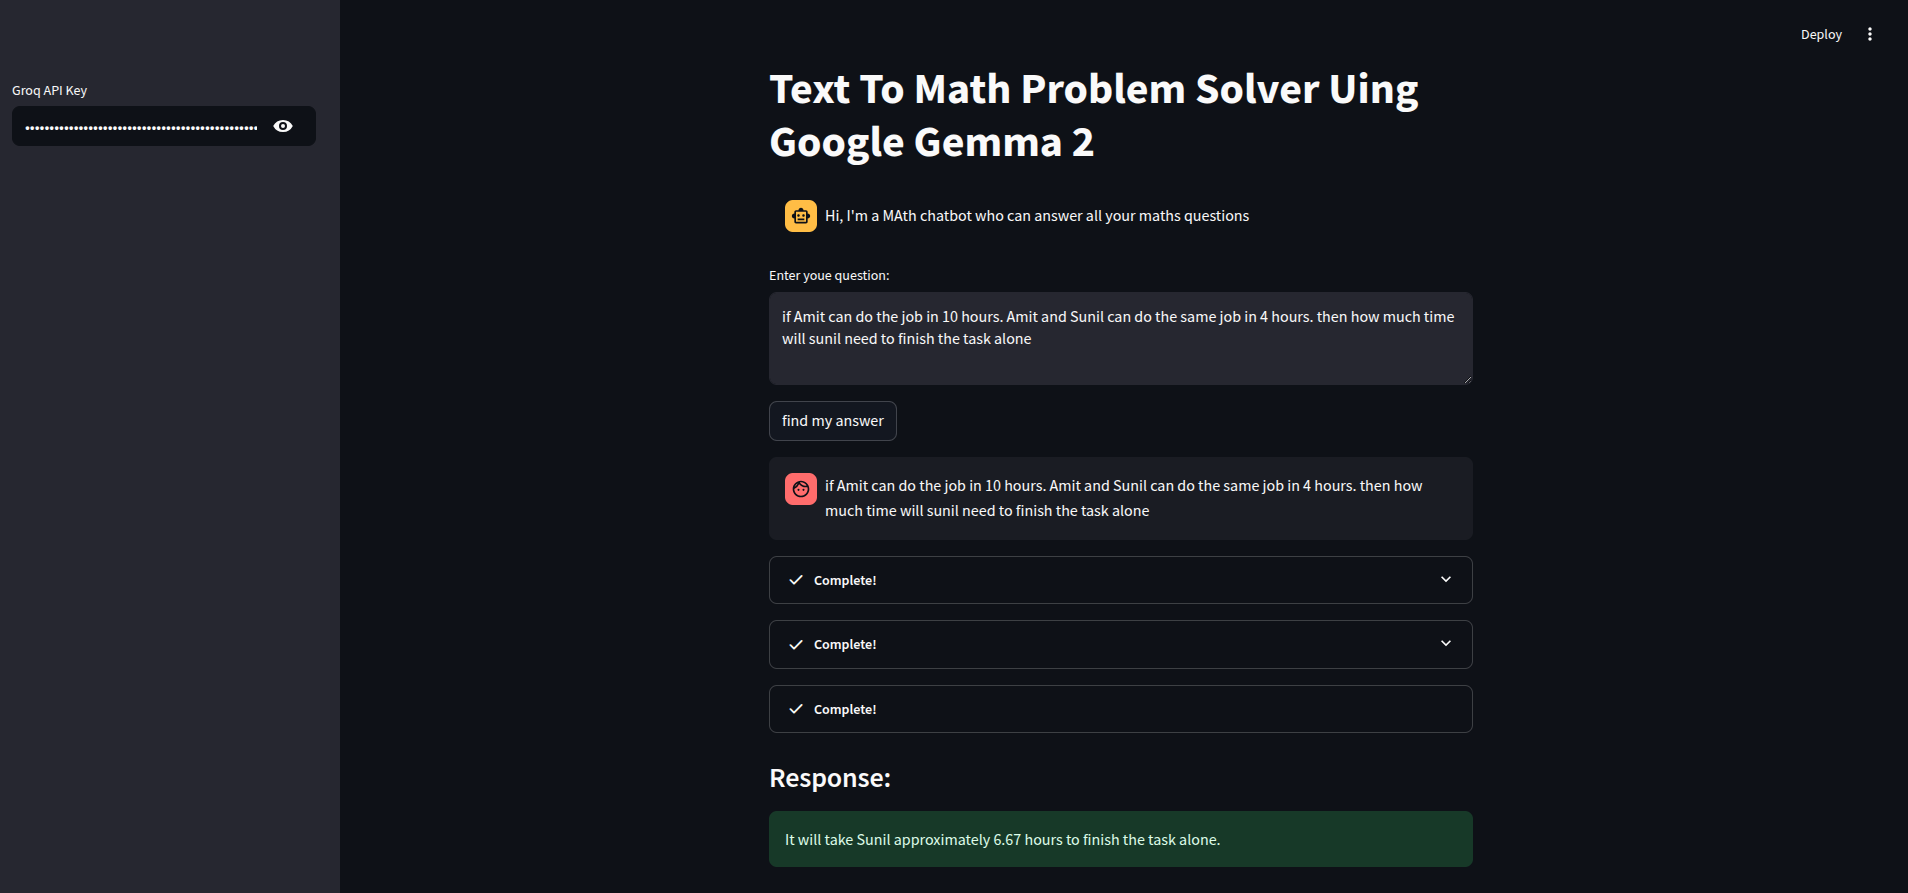 Deploy
Groq API Key
••••••••••••••••••••••••••••••••••••••••••••••••••••
Text To Math Problem Solver Uing
Google Gemma 2
Hi, I'm a MAth chatbot who can answer all your maths questions
Enter youe question:
if Amit can do the job in 10 hours. Amit and Sunil can do the same job in 4 hours. then how much time
will sunil need to finish the task alone
find my answer
if Amit can do the job in 10 hours. Amit and Sunil can do the same job in 4 hours. then how
much time will sunil need to finish the task alone
Complete!
Complete!
Complete!
Response:
It will take Sunil approximately 6.67 hours to finish the task alone.